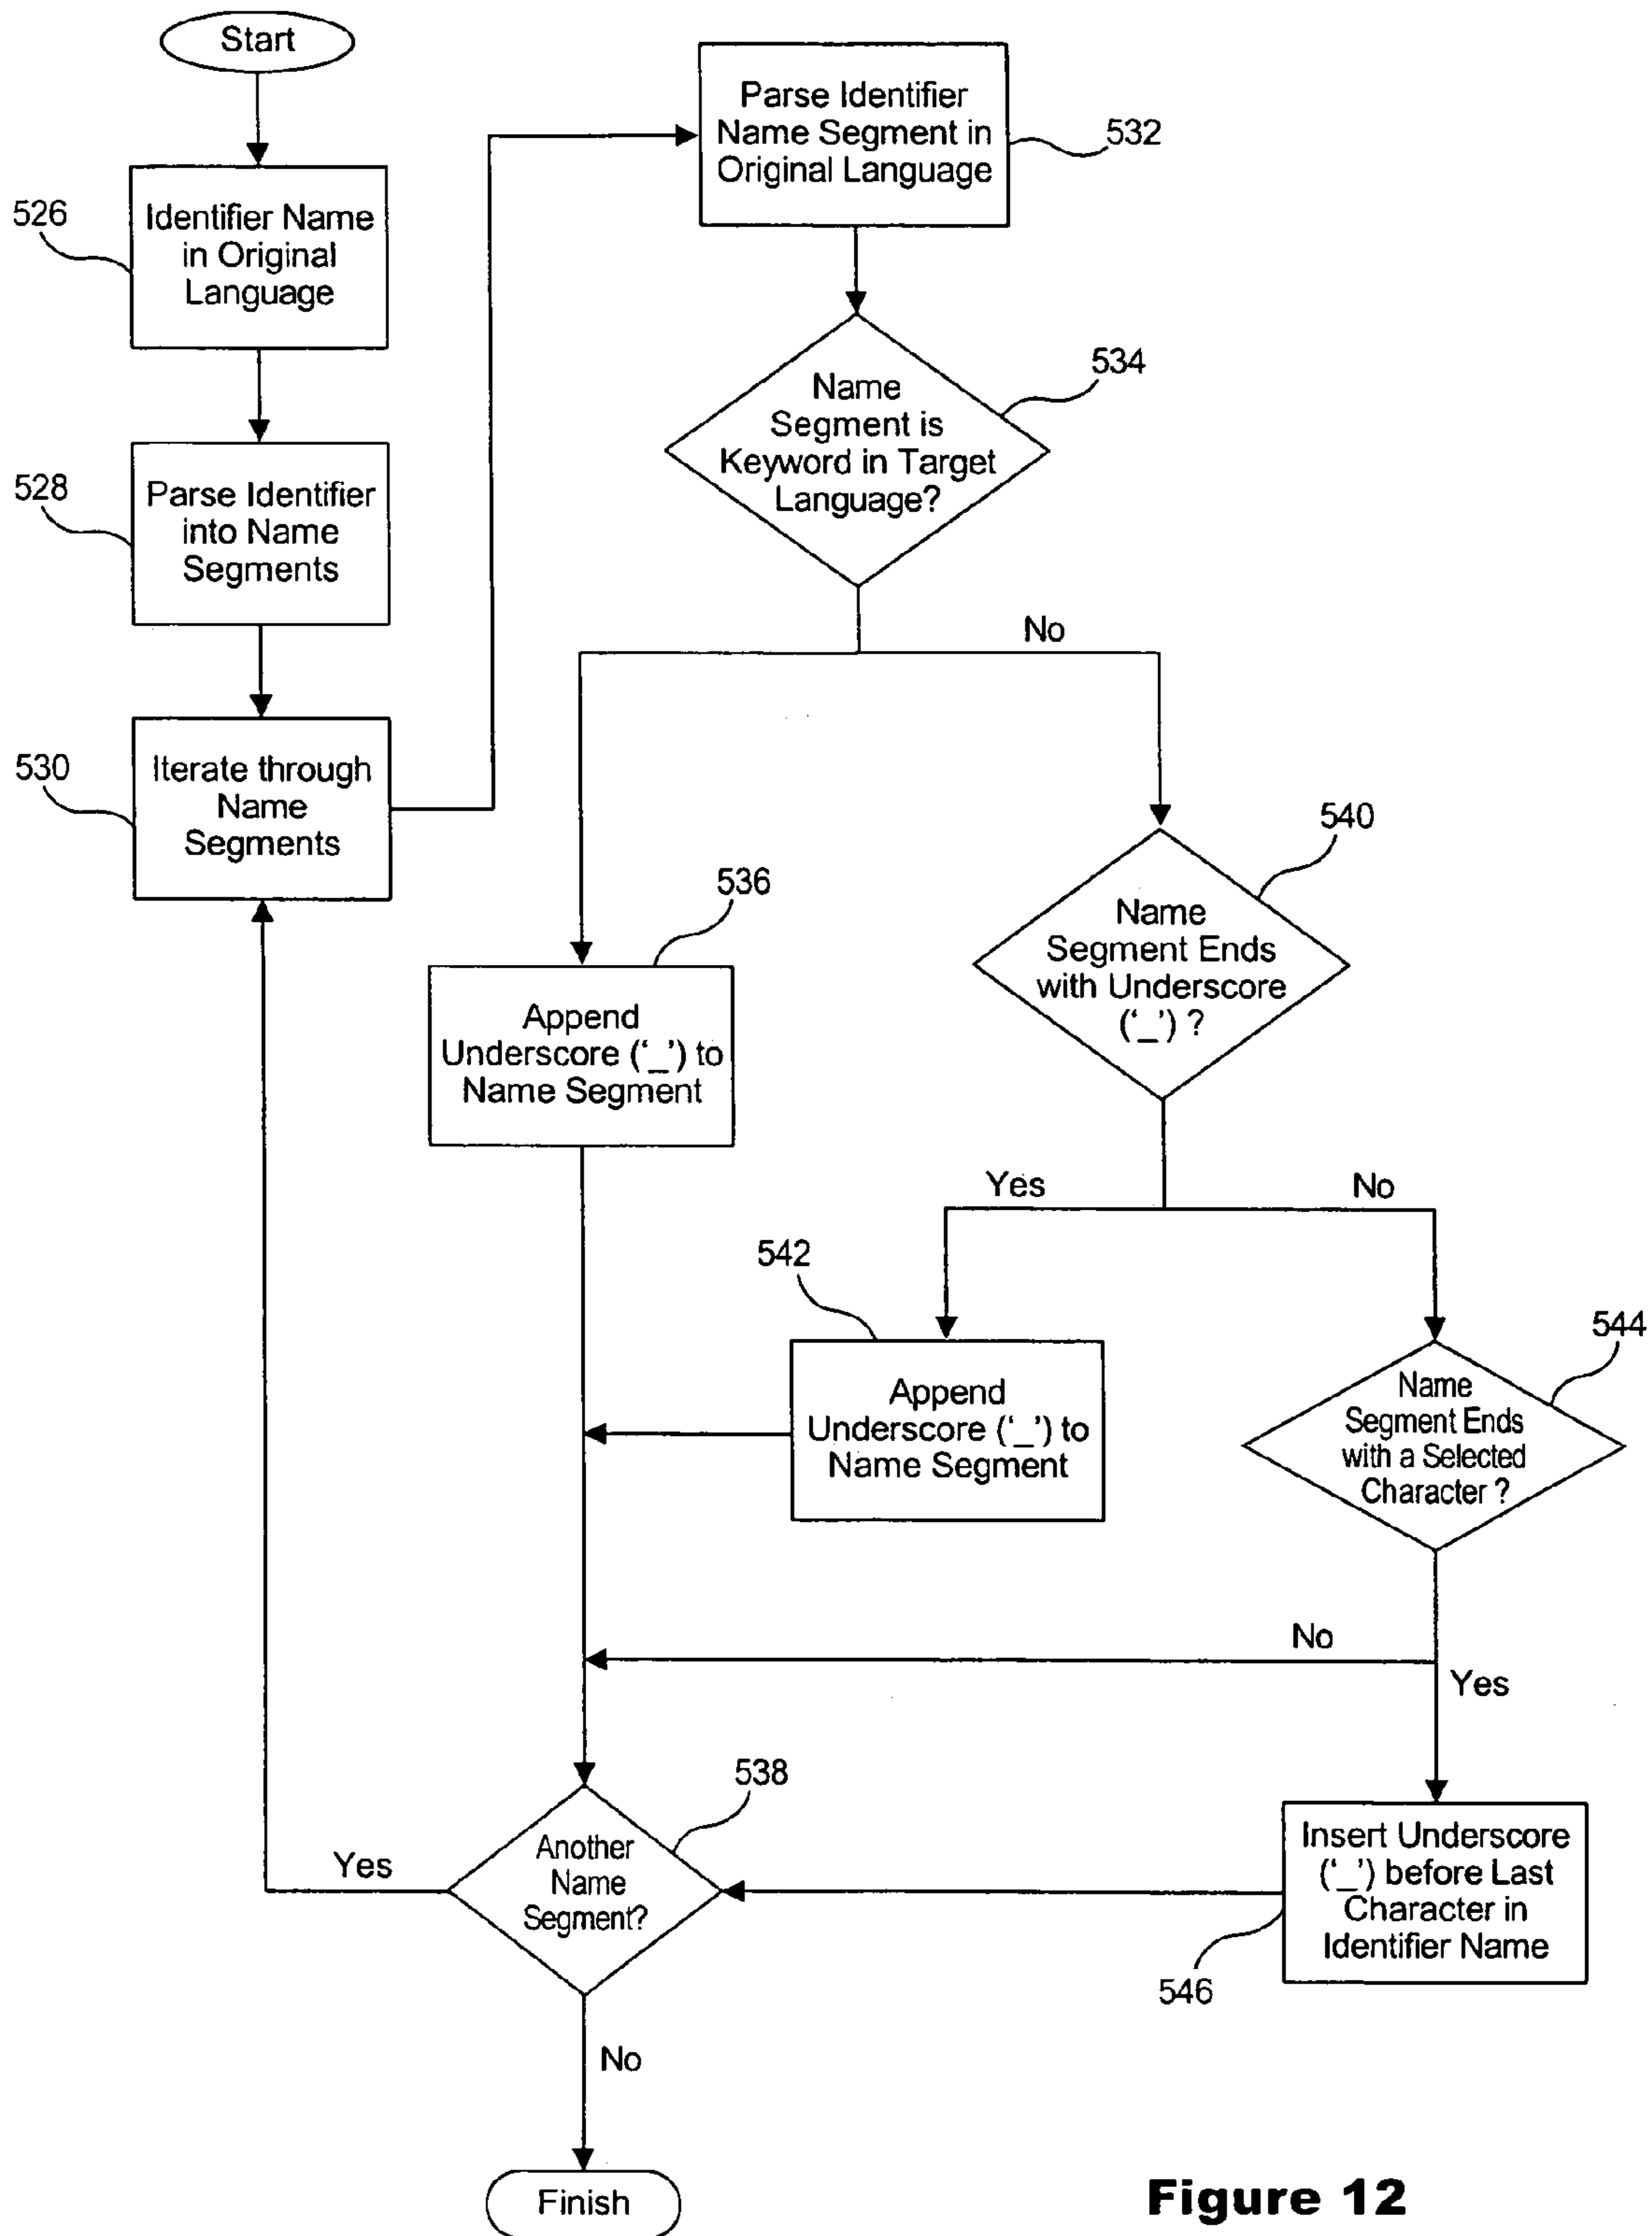 Start
526
Identifier Name
in Original
Language
528
Parse Identifier
into Name
Segments
530
Iterate through
Name
Segments
Parse Identifier
Name Segment in
Original Language
532
534
Name
Segment is
Keyword in Target
Language?
No
536
Append
Underscore (‘_’) to
Name Segment
540
Name
Segment Ends
with Underscore
(‘_’) ?
Yes
No
542
Append
Underscore (‘_’) to
Name Segment
544
Name
Segment Ends
with a Selected
Character ?
No
Yes
538
Another
Name
Segment?
Yes
Insert Underscore
(‘_’) before Last
Character in
Identifier Name
546
No
Finish
Figure 12